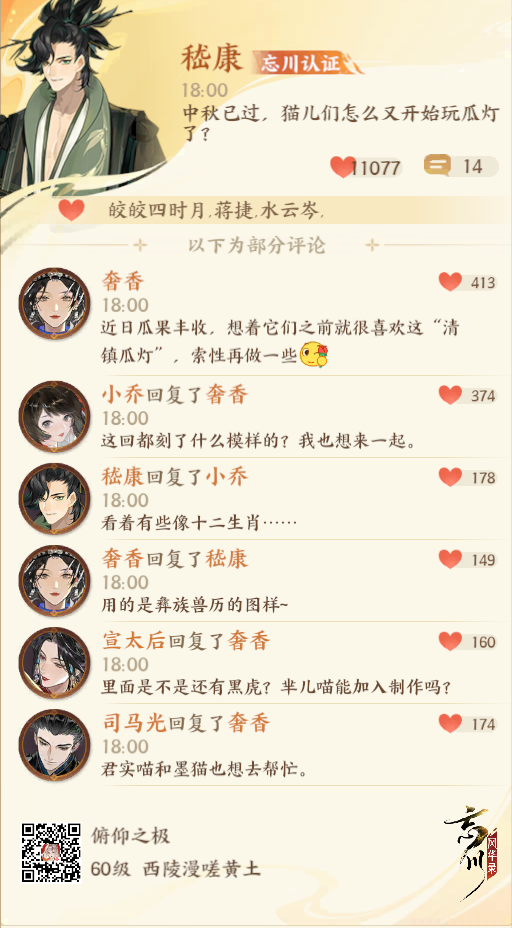 嵇康 忘川认证
18:00
中秋已过，猫儿们怎么又开始玩瓜灯
了？
11077 14
皎皎四时月,蒋捷,水云岑,
以下为部分评论
奢香 413
18:00
近日瓜果丰收，想着它们之前就很喜欢这“清
镇瓜灯”，索性再做一些
小乔回复了奢香 374
18:00
这回都刻了什么模样的？我也想来一起。
嵇康回复了小乔 178
18:00
看着有些像十二生肖……
奢香回复了嵇康 149
18:00
用的是彝族兽历的图样~
宣太后回复了奢香 160
18:00
里面是不是还有黑虎？芈儿喵能加入制作吗？
司马光回复了奢香 174
18:00
君实喵和墨猫也想去帮忙。
俯仰之极
60级 西陵漫嗟黄土
忘川
风华录